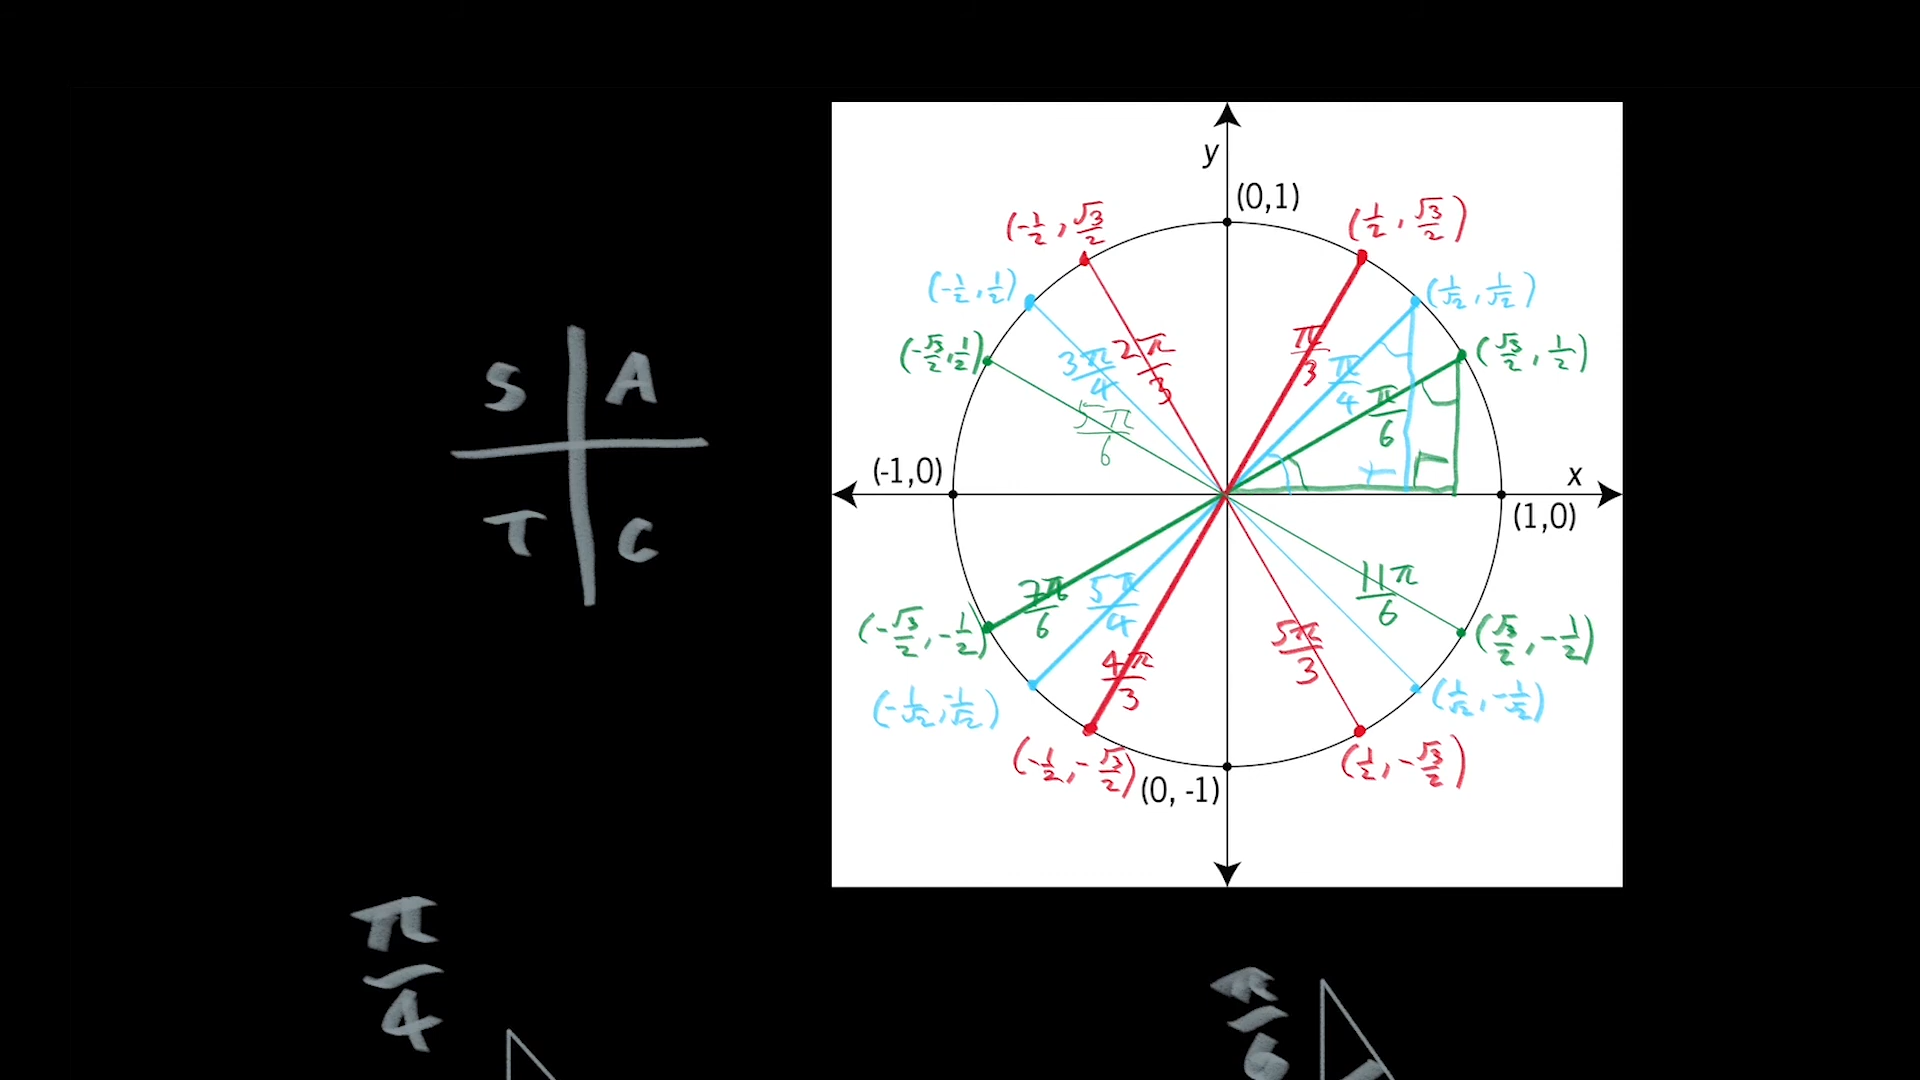 y
(0,1)
(-1/2, √3/2
(1/2, √3/2)
(-1/2, 1/2)
(1/√2, 1/√2)
(-√3/2, 1/2)
(√3/2, 1/2)
S A
T C
3π/4
2π/3
π/3
π/4
π/6
5π/6
(-1,0)
x
(1,0)
7π/6
5π/4
4π/3
5π/3
11π/6
(-√3/2, -1/2)
(√3/2, -1/2)
(-1/√2, -1/√2)
(1/√2, -1/√2)
(-1/2, -√3/2)
(1/2, -√3/2)
(0, -1)
π/4
π/6